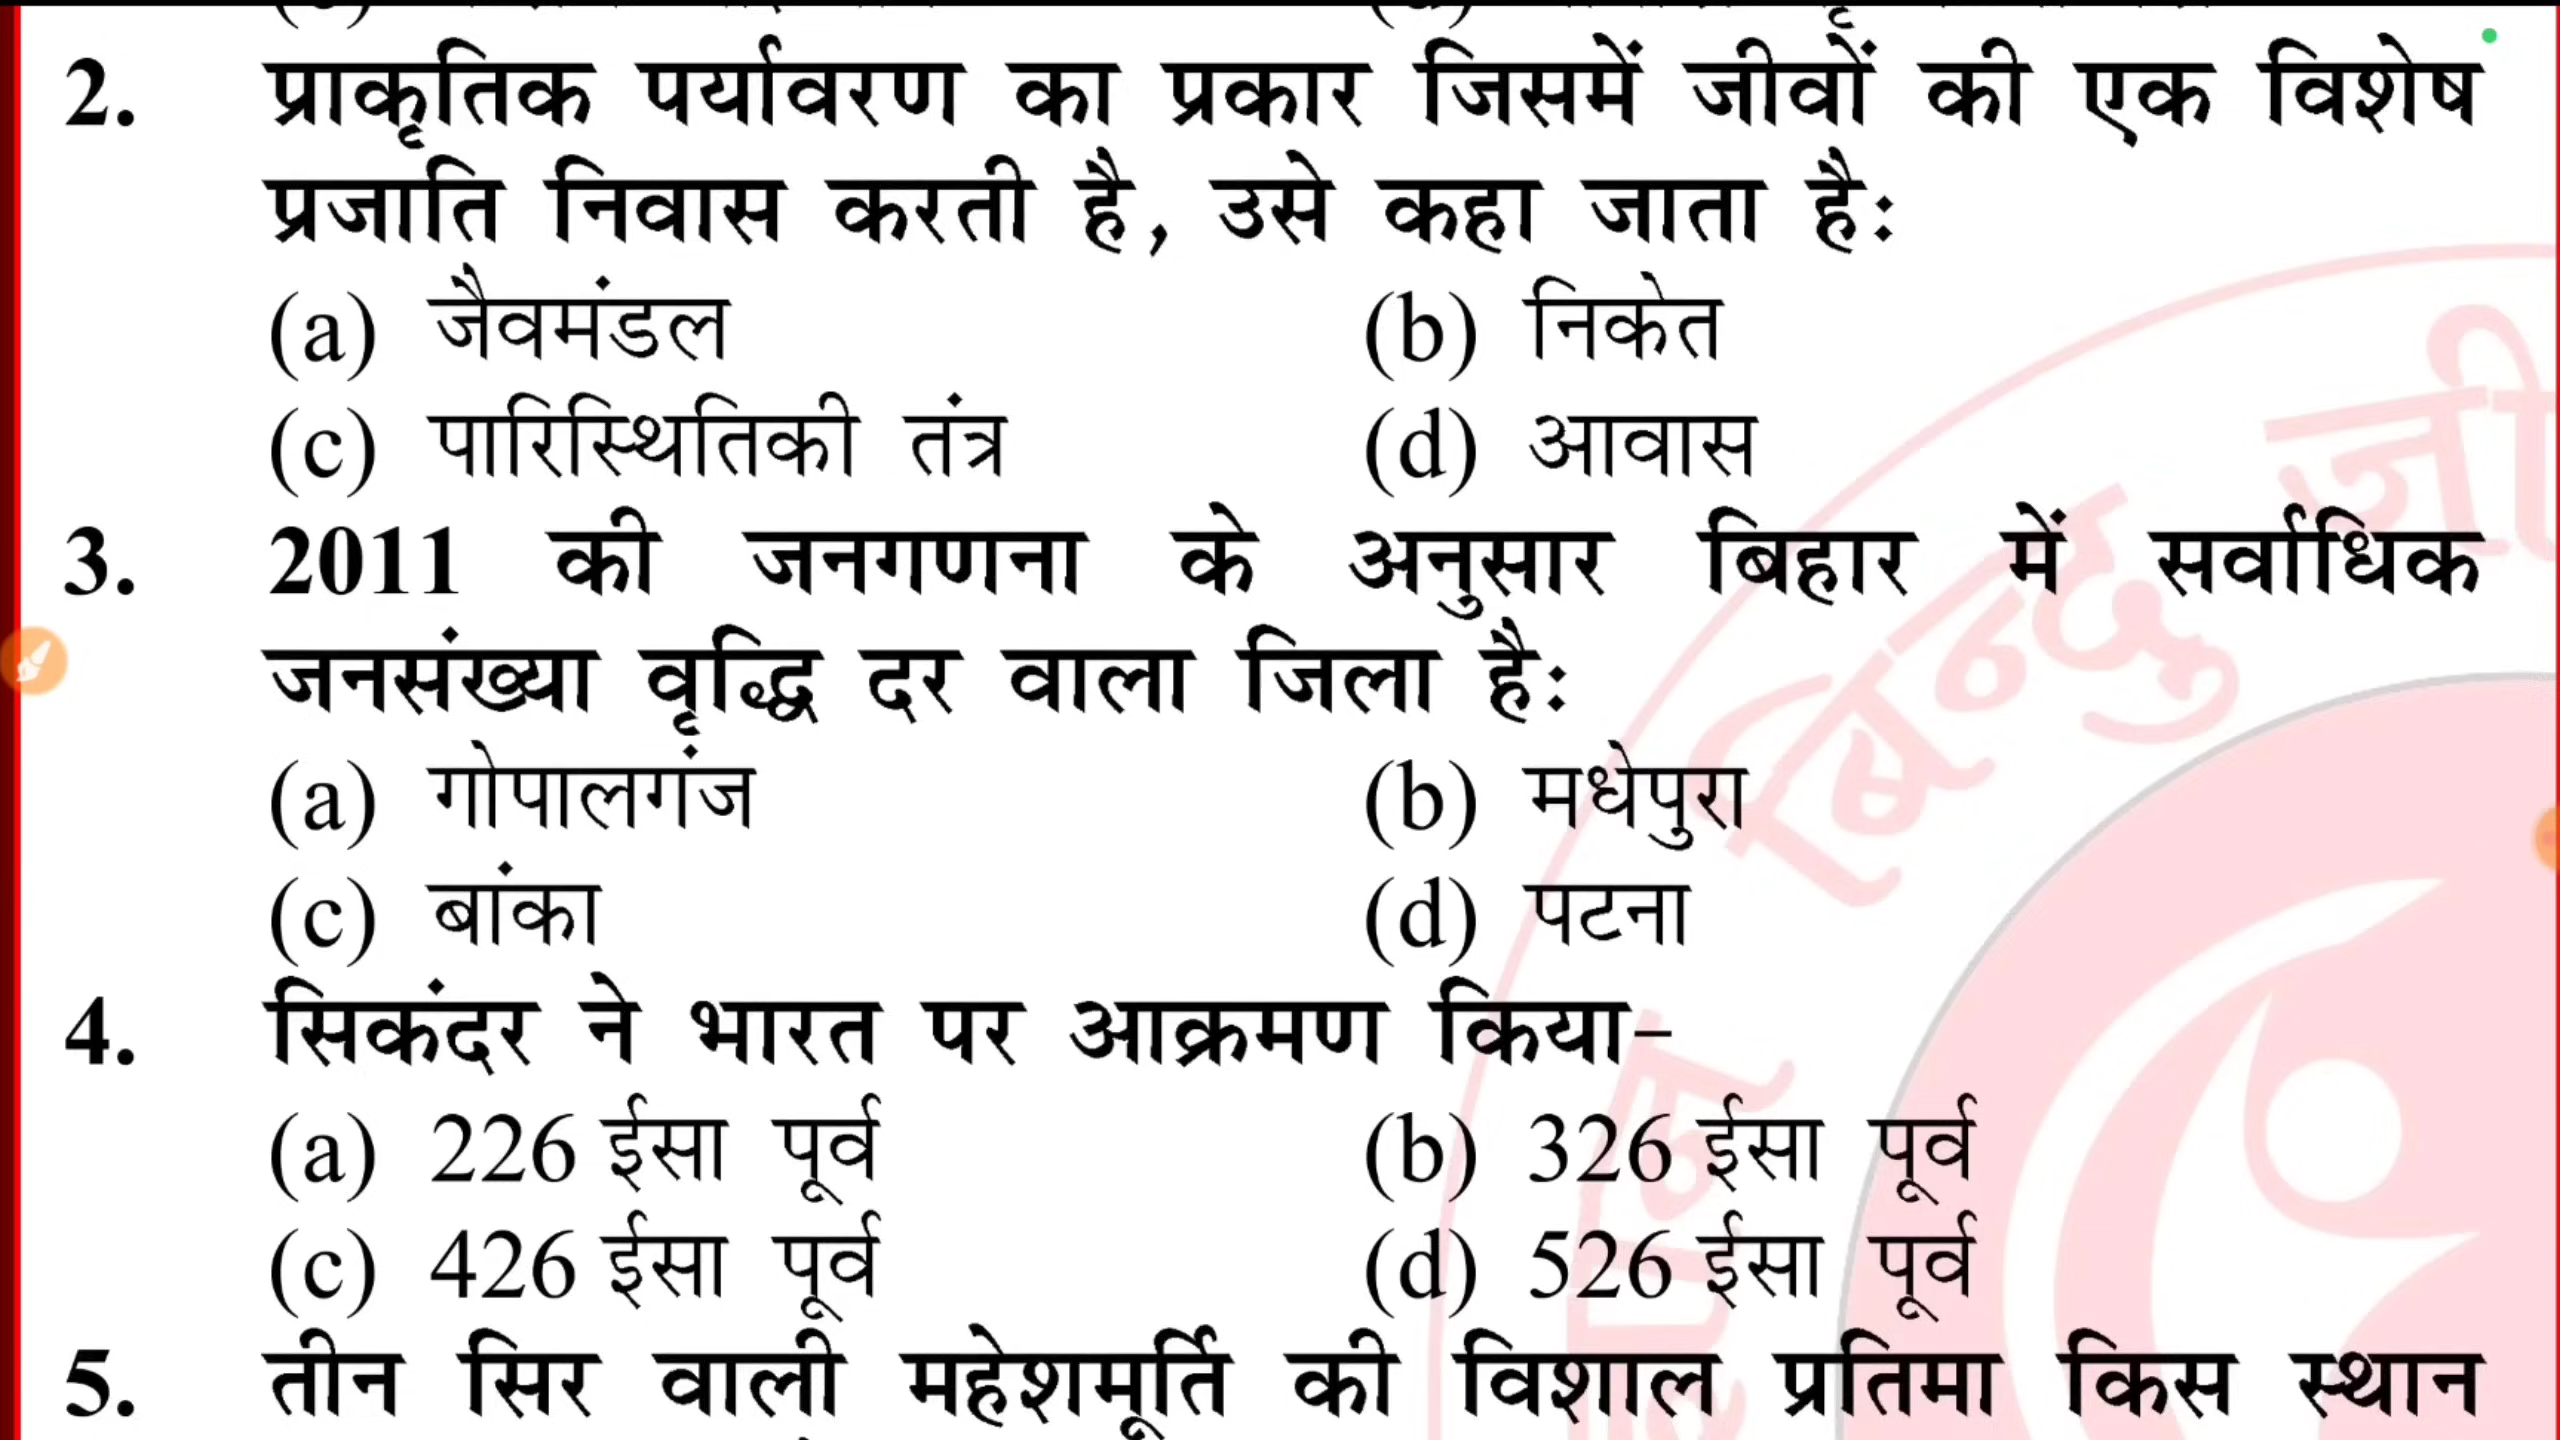 2. प्राकृतिक पर्यावरण का प्रकार जिसमें जीवों की एक विशेष
प्रजाति निवास करती है, उसे कहा जाता है:
(a) जैवमंडल (b) निकेत
(c) पारिस्थितिकी तंत्र (d) आवास
3. 2011 की जनगणना के अनुसार बिहार में सर्वाधिक
जनसंख्या वृद्धि दर वाला जिला है:
(a) गोपालगंज (b) मधेपुरा
(c) बांका (d) पटना
4. सिकंदर ने भारत पर आक्रमण किया-
(a) 226 ईसा पूर्व (b) 326 ईसा पूर्व
(c) 426 ईसा पूर्व (d) 526 ईसा पूर्व
5. तीन सिर वाली महेशमूर्ति की विशाल प्रतिमा किस स्थान
बिन्दु